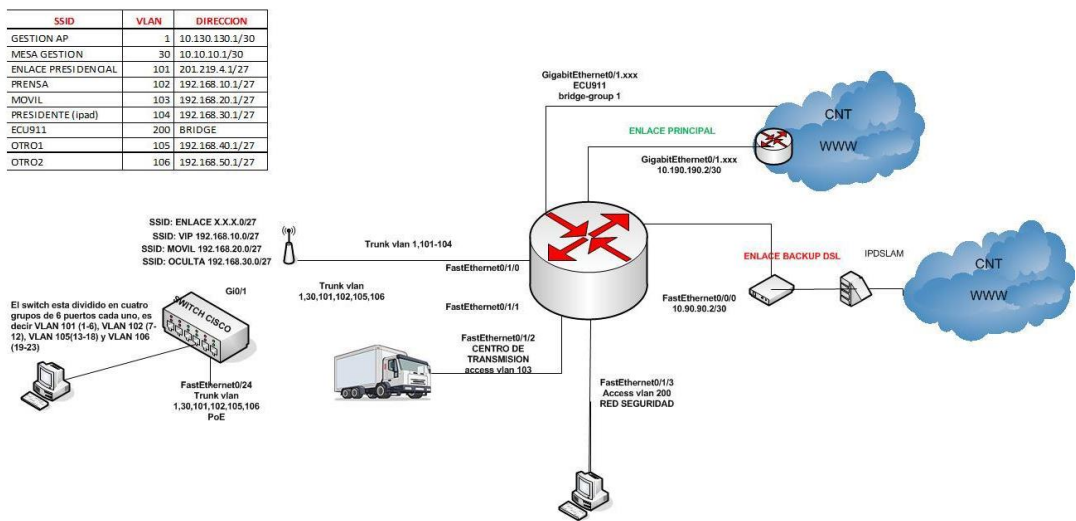 SSID VLAN DIRECCION
GESTION AP 1 10.130.130.1/30
MESA GESTION 30 10.10.10.1/30
ENLACE PRESIDENCIAL 101 201.219.4.1/27
PRENSA 102 192.168.10.1/27
MOVIL 103 192.168.20.1/27
PRESIDENTE (ipad) 104 192.168.30.1/27
ECU911 200 BRIDGE
OTRO1 105 192.168.40.1/27
OTRO2 106 192.168.50.1/27
GigabitEthernet0/1.xxx
ECU911
bridge-group 1
ENLACE PRINCIPAL
GigabitEthernet0/1.xxx
10.190.190.2/30
CNT
WWW
SSID: ENLACE X.X.X.0/27
SSID: VIP 192.168.10.0/27
SSID: MOVIL 192.168.20.0/27
SSID: OCULTA 192.168.30.0/27
Trunk vlan 1,101-104
FastEthernet0/1/0
Trunk vlan
1,30,101,102,105,106
FastEthernet0/1/1
ENLACE BACKUP DSL
IPDSLAM
CNT
WWW
FastEthernet0/0/0
10.90.90.2/30
El switch esta dividido en cuatro
grupos de 6 puertos cada uno, es
decir VLAN 101 (1-6), VLAN 102 (7-
12), VLAN 105(13-18) y VLAN 106
(19-23)
Gi0/1
SWITCH CISCO
FastEthernet0/24
Trunk vlan
1,30,101,102,105,106
PoE
FastEthernet0/1/2
CENTRO DE
TRANSMISION
access vlan 103
FastEthernet0/1/3
Access vlan 200
RED SEGURIDAD